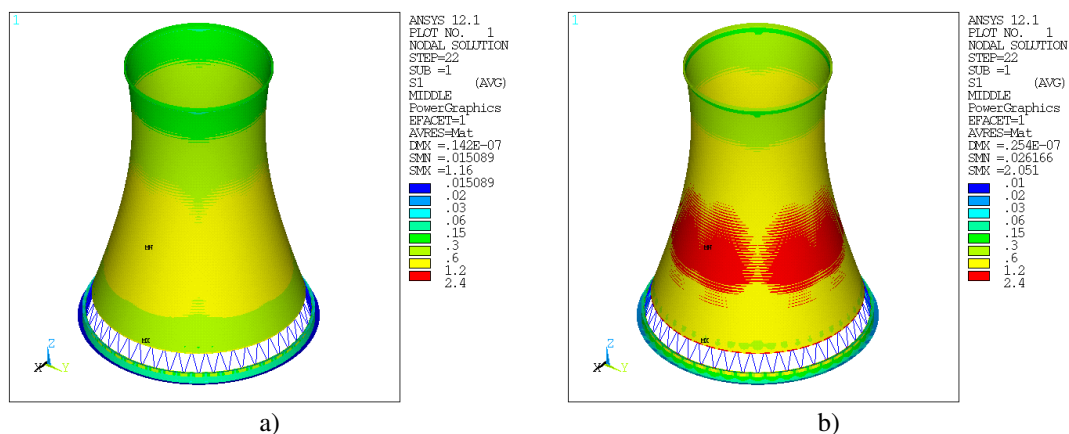 1
ANSYS 12.1
PLOT NO. 1
NODAL SOLUTION
STEP=22
SUB =1
S1 (AVG)
MIDDLE
PowerGraphics
EFACET=1
AVRES=Mat
DMX =.142E-07
SMN =.015089
SMX =1.16
.015089
.02
.03
.06
.15
.3
.6
1.2
2.4
MN
MX
Z
X
Y
a)
1
ANSYS 12.1
PLOT NO. 1
NODAL SOLUTION
STEP=22
SUB =1
S1 (AVG)
MIDDLE
PowerGraphics
EFACET=1
AVRES=Mat
DMX =.254E-07
SMN =.026166
SMX =2.051
.01
.02
.03
.06
.15
.3
.6
1.2
2.4
MN
MX
Z
X
Y
b)